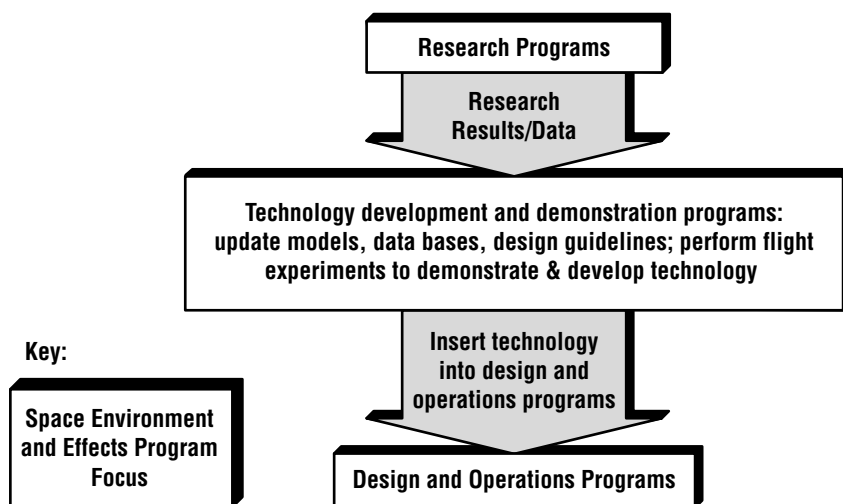 Research Programs
Research
Results/Data
Technology development and demonstration programs:
update models, data bases, design guidelines; perform flight
experiments to demonstrate & develop technology
Insert technology
into design and
operations programs
Key:
Space Environment
and Effects Program
Focus
Design and Operations Programs